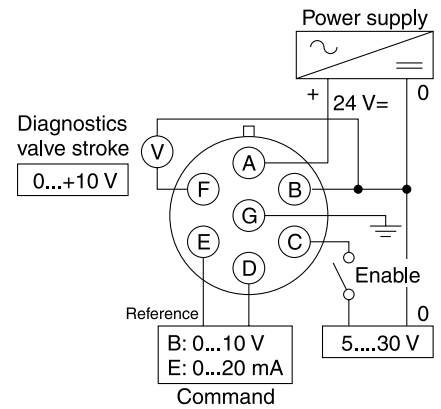 Power supply
+
24 V=
0
Diagnostics
valve stroke
0...+10 V
V
A
F
B
G
E
C
D
Enable
Reference
0
B: 0...10 V
E: 0...20 mA
5....30 V
Command